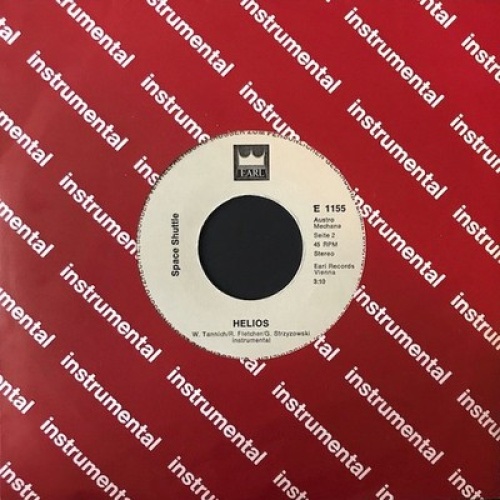 instrumental
EARL
E 1155
Austro
Mechana
Seite 2
45 RPM
Stereo
Earl Records
Vienna
3:10
Space Shuttle
HELIOS
W. Tannich/R. Fletcher/G. Strzyzowski
instrumental